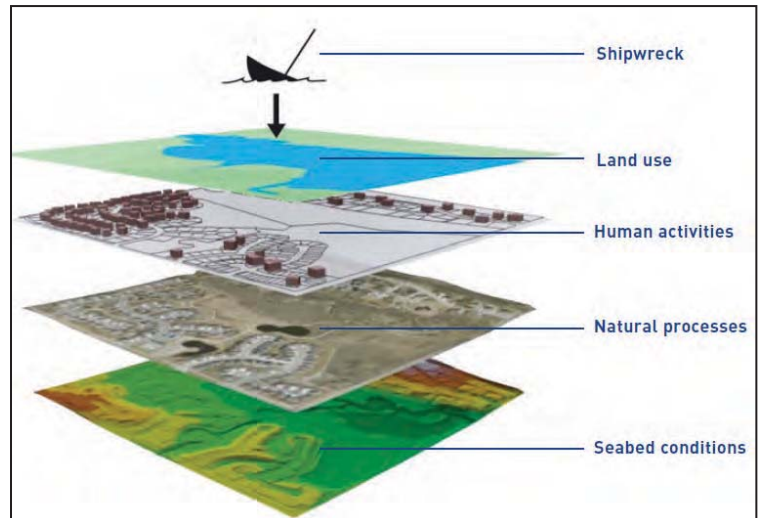 Shipwreck
Land use
Human activities
Natural processes
Seabed conditions